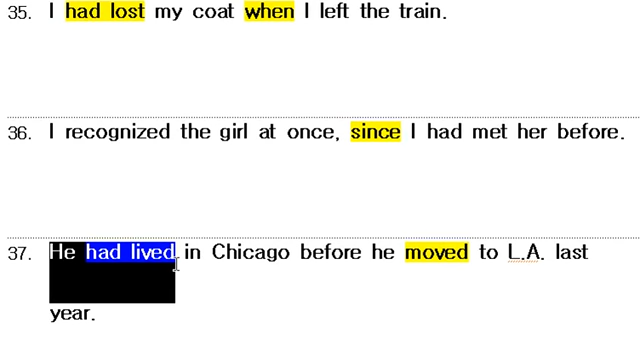 35. I had lost my coat when I left the train.
36. I recognized the girl at once, since I had met her before.
37. He had lived in Chicago before he moved to L.A. last
year.